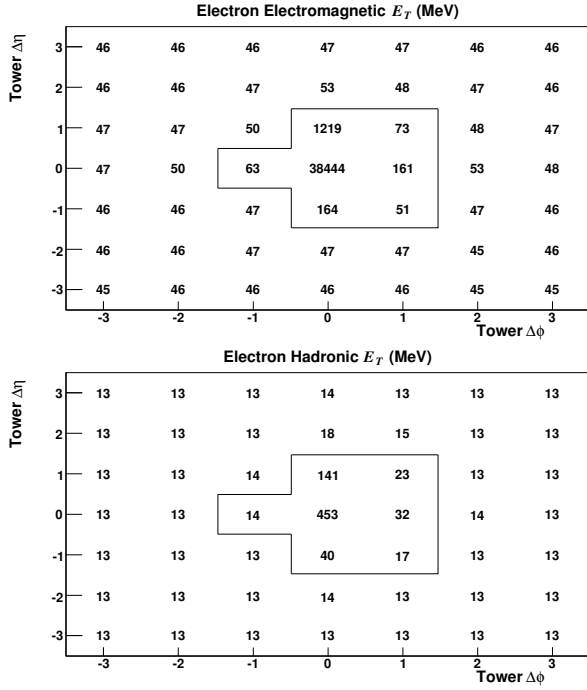 Electron Electromagnetic E_T (MeV)
Tower Δη
3 46 46 46 47 47 46 46
2 46 46 47 53 48 47 46
1 47 47 50 1219 73 48 47
0 47 50 63 38444 161 53 48
-1 46 46 47 164 51 47 46
-2 46 46 47 47 47 45 46
-3 45 46 46 46 46 45 45
-3 -2 -1 0 1 2 3
Tower Δϕ
Electron Hadronic E_T (MeV)
Tower Δη
3 13 13 13 14 13 13 13
2 13 13 13 18 15 13 13
1 13 13 14 141 23 13 13
0 13 13 14 453 32 14 13
-1 13 13 13 40 17 13 13
-2 13 13 13 14 13 13 13
-3 13 13 13 13 13 13 13
-3 -2 -1 0 1 2 3
Tower Δϕ